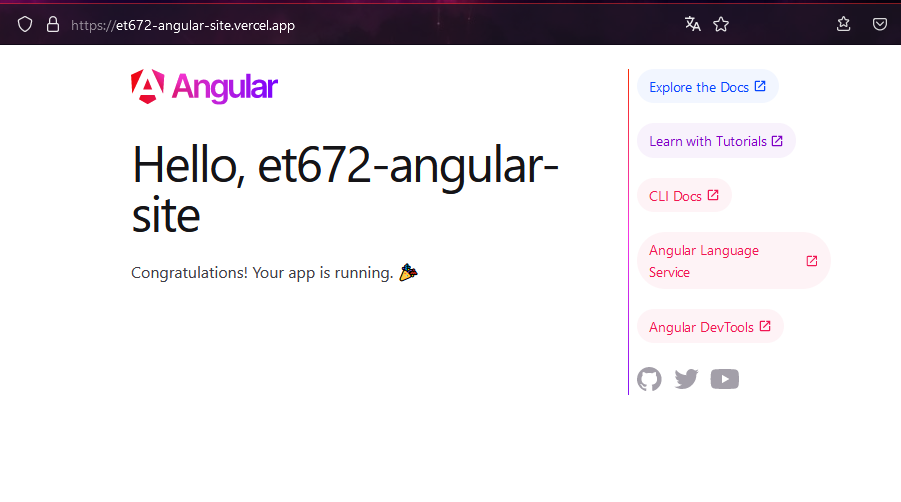 https://et672-angular-site.vercel.app
Angular
Hello, et672-angular-
site
Congratulations! Your app is running. 🎉
Explore the Docs
Learn with Tutorials
CLI Docs
Angular Language
Service
Angular DevTools